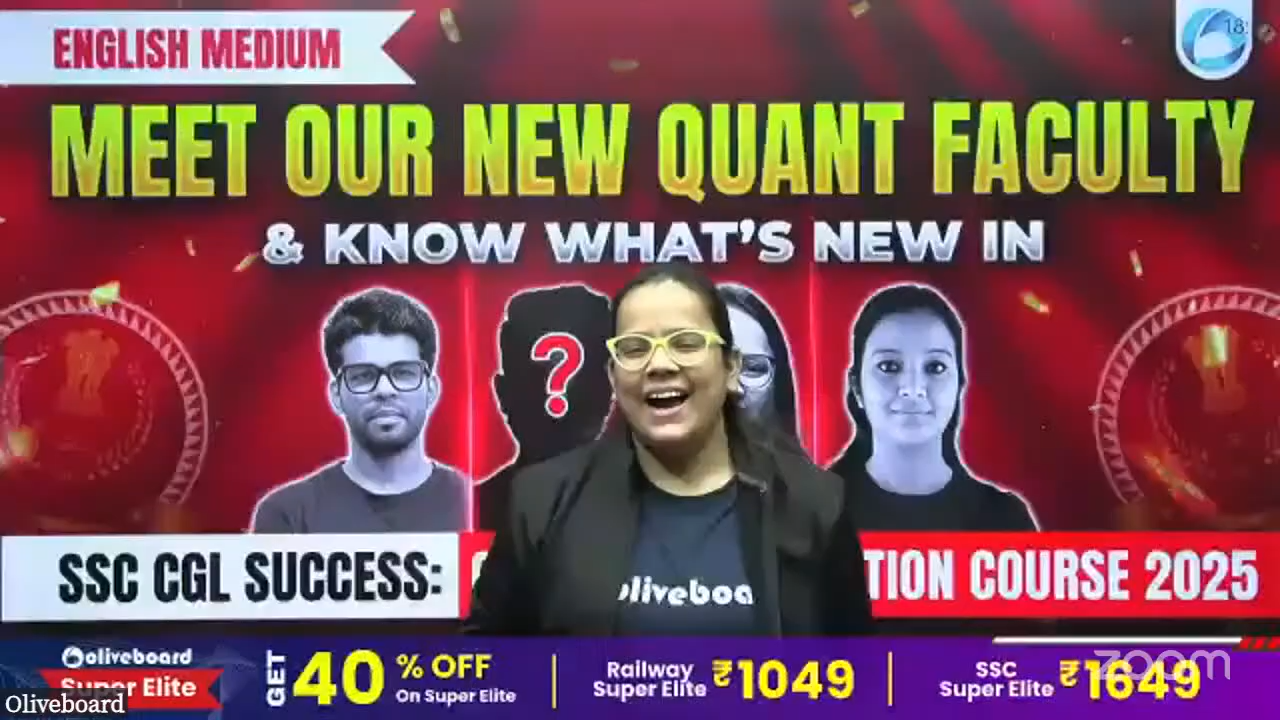 ENGLISH MEDIUM
18:
MEET OUR NEW QUANT FACULTY
& KNOW WHAT'S NEW IN
?
SSC CGL SUCCESS:
TION COURSE 2025
oliveboa
oliveboard
Super Elite
GET 40 % OFF
On Super Elite
Railway
Super Elite ₹1049
SSC
Super Elite ₹1649
zoom
Oliveboard